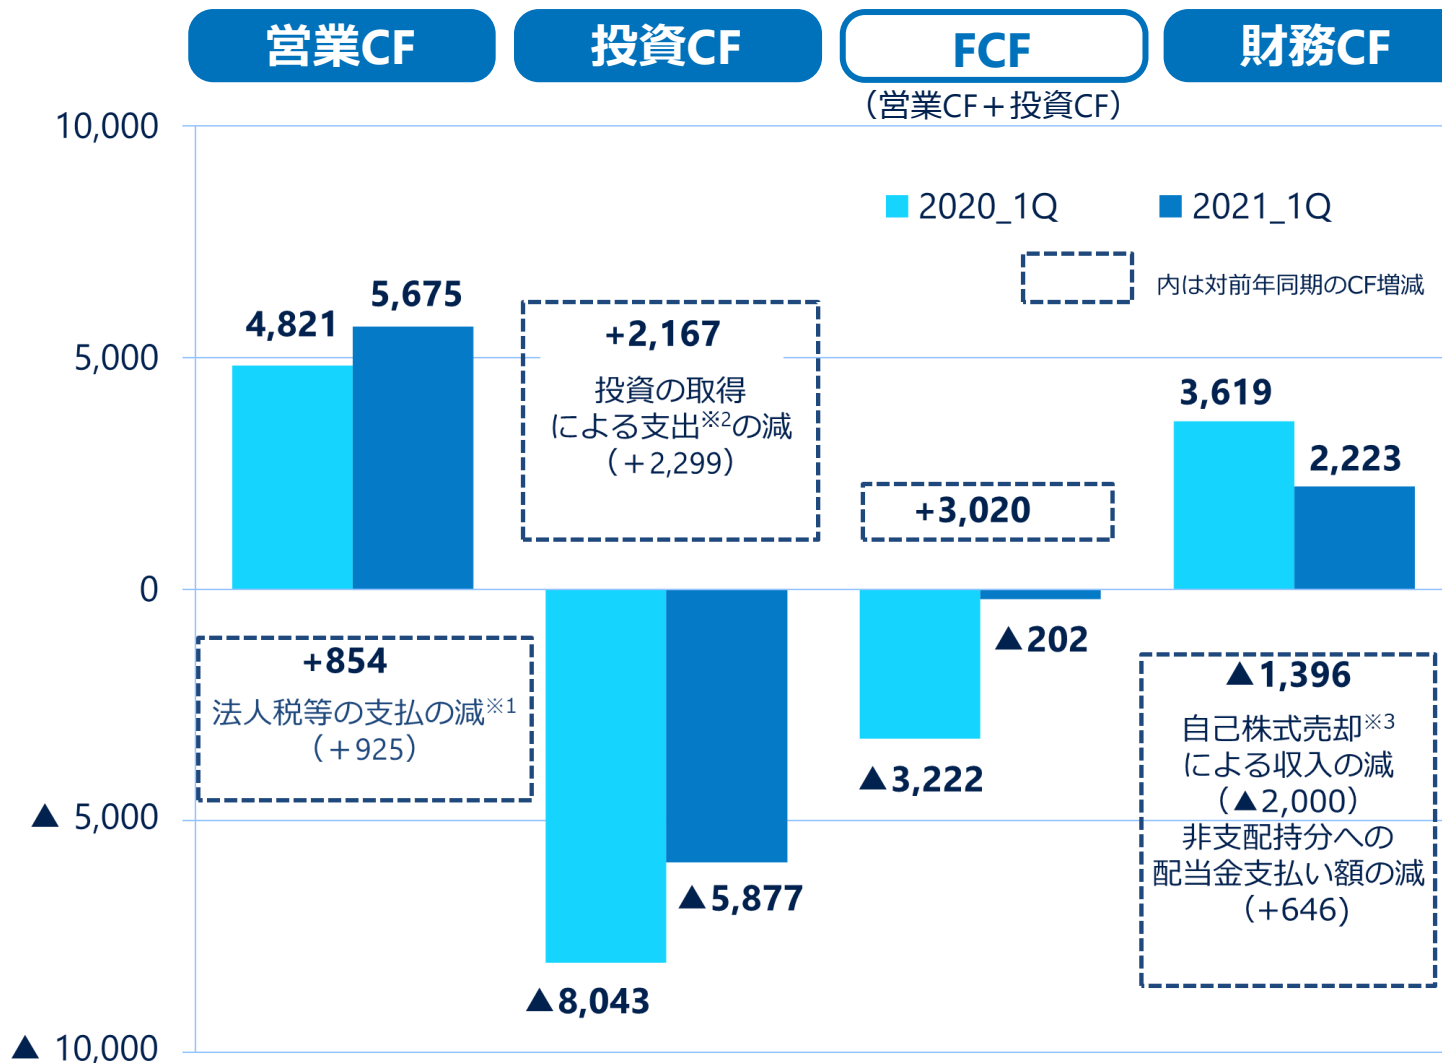 営業CF
投資CF
FCF
財務CF
（営業CF＋投資CF）
10,000
2020_1Q
2021_1Q
内は対前年同期のCF増減
4,821
5,675
+2,167
投資の取得
による支出※2の減
（＋2,299）
5,000
3,619
2,223
+3,020
0
▲202
+854
法人税等の支払の減※1
（＋925）
▲3,222
▲1,396
自己株式売却※3
による収入の減
（▲2,000）
非支配持分への
配当金支払い額の減
（+646）
▲ 5,000
▲5,877
▲8,043
▲ 10,000